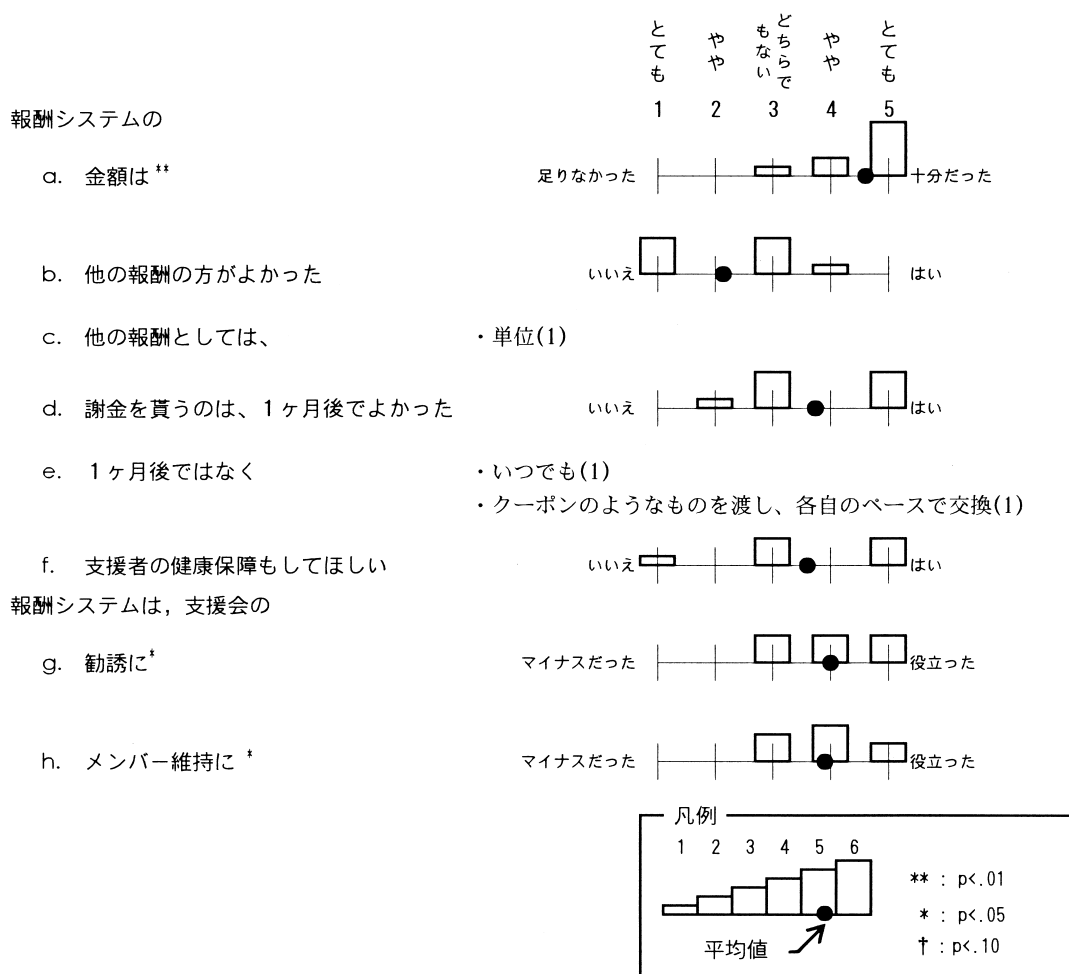 とても やや どちらでもない やや とても
1 2 3 4 5
報酬システムの
a. 金額は ** 足りなかった 十分だった
b. 他の報酬の方がよかった いいえ はい
c. 他の報酬としては、 ・単位(1)
d. 謝金を貰うのは、1ヶ月後でよかった いいえ はい
e. 1ヶ月後ではなく ・いつでも(1)
・クーポンのようなものを渡し、各自のペースで交換(1)
f. 支援者の健康保障もしてほしい いいえ はい
報酬システムは，支援会の
g. 勧誘に* マイナスだった 役立った
h. メンバー維持に * マイナスだった 役立った
凡例
1 2 3 4 5 6
** : p<.01
* : p<.05
† : p<.10
平均値